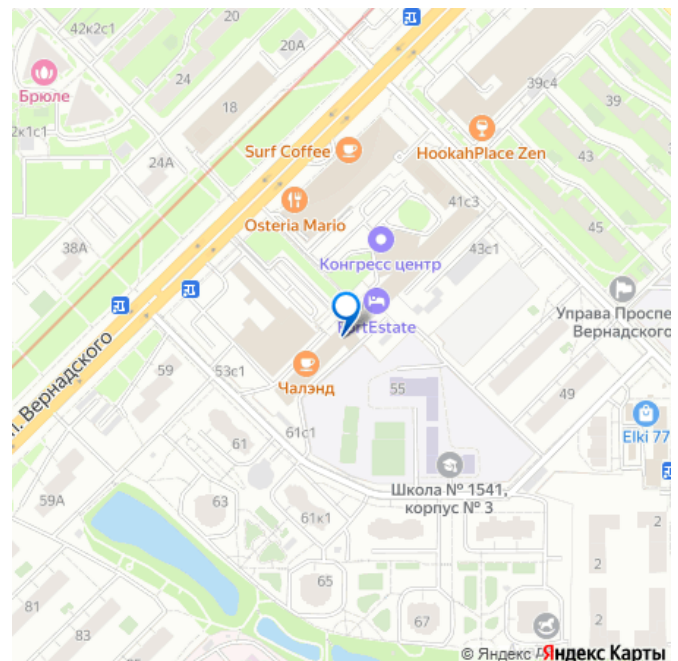 42к2с1
20
20А
24
Брюле
18
39с4
39
2к1с1
Surf Coffee
HookahPlace Zen
43
24А
41с3
Osteria Mario
45
38А
Конгресс центр
43с1
Управа Проспе
Вернадского
PortEstate
. Вернадского
59
53с1
Чалэнд
55
49
61с1
Elki 77
61
Школа № 1541,
корпус № 3
59А
63
61к1
2
2
65
81
67
2
83
© Яндекс
Яндекс Карты